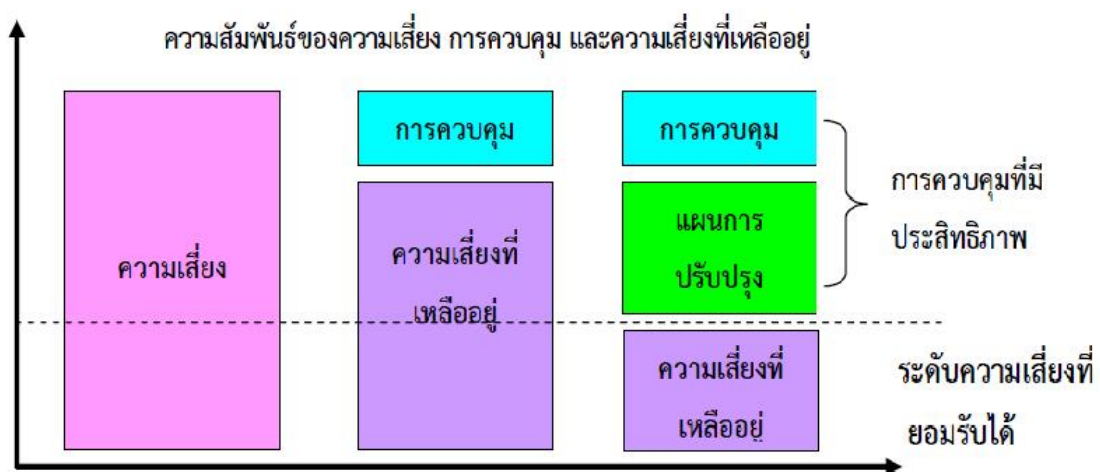 ความสัมพันธ์ของความเสี่ยง การควบคุม และความเสี่ยงที่เหลืออยู่
ความเสี่ยง
การควบคุม
ความเสี่ยงที่
เหลืออยู่
การควบคุม
แผนการ
ปรับปรุง
ความเสี่ยงที่
เหลืออยู่
การควบคุมที่มี
ประสิทธิภาพ
ระดับความเสี่ยงที่
ยอมรับได้